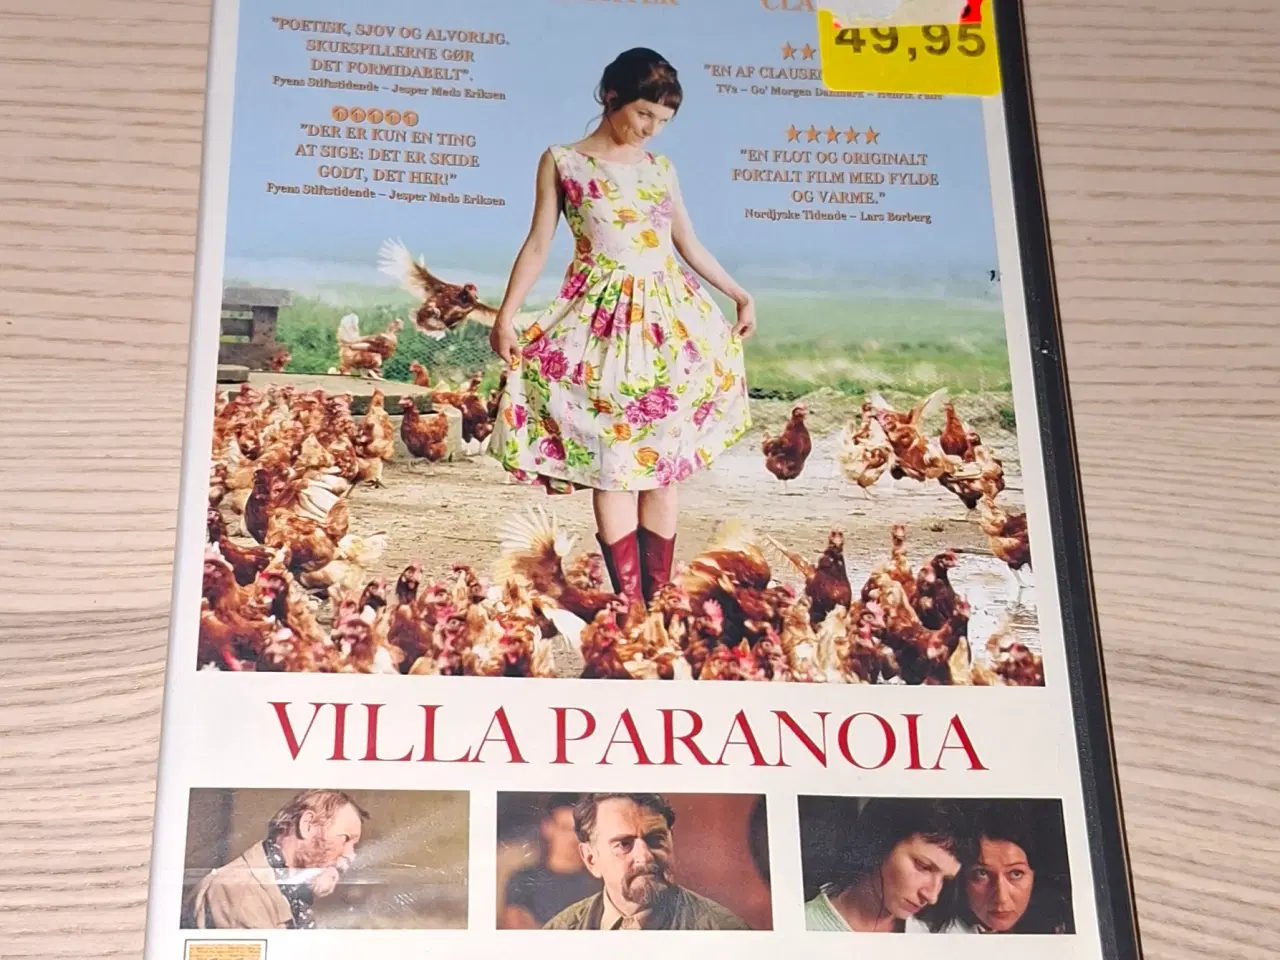 "POETISK, SJOV OG ALVORLIG.
SKUESPILLERNE GØR
DET FORMIDABELT".
Fyens Stiftstidende – Jesper Mads Eriksen
"DER ER KUN EN TING
AT SIGE: DET ER SKIDE
GODT, DET HER!"
Fyens Stiftstidende – Jesper Mads Eriksen
49,95
"EN AF CLAUSEN
TV2 – Go' Morgen Danmark – Henrik
"EN FLOT OG ORIGINALT
FORTALT FILM MED FYLDE
OG VARME."
Nordjyske Tidende – Lars Borberg
VILLA PARANOIA